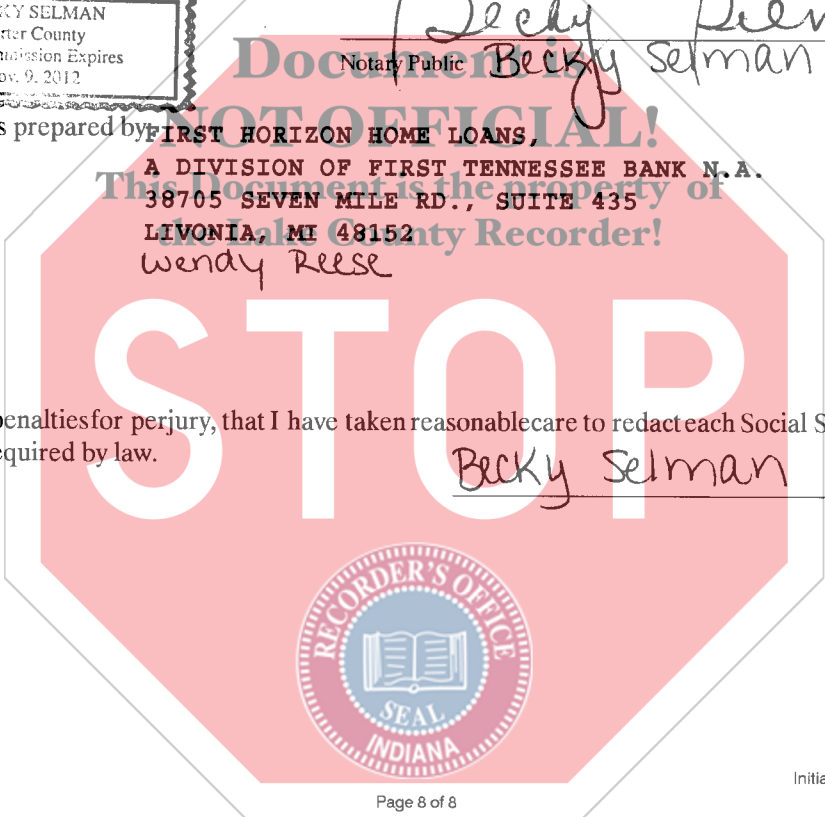 KY SELMAN
rter County
mmission Expires
ov. 9. 2012
Becky Selman
Notary Public Becky Selman
Document is
NOT OFFICIAL!
This Document is the property of
the Lake County Recorder!
s prepared by:FIRST HORIZON HOME LOANS,
A DIVISION OF FIRST TENNESSEE BANK N.A.
38705 SEVEN MILE RD., SUITE 435
LIVONIA, MI 48152
Wendy Reese
STOP
penalties for perjury, that I have taken reasonable care to redact each Social S
equired by law.
Becky Selman
RECORDER'S OFFICE
SEAL
INDIANA
Initia
Page 8 of 8